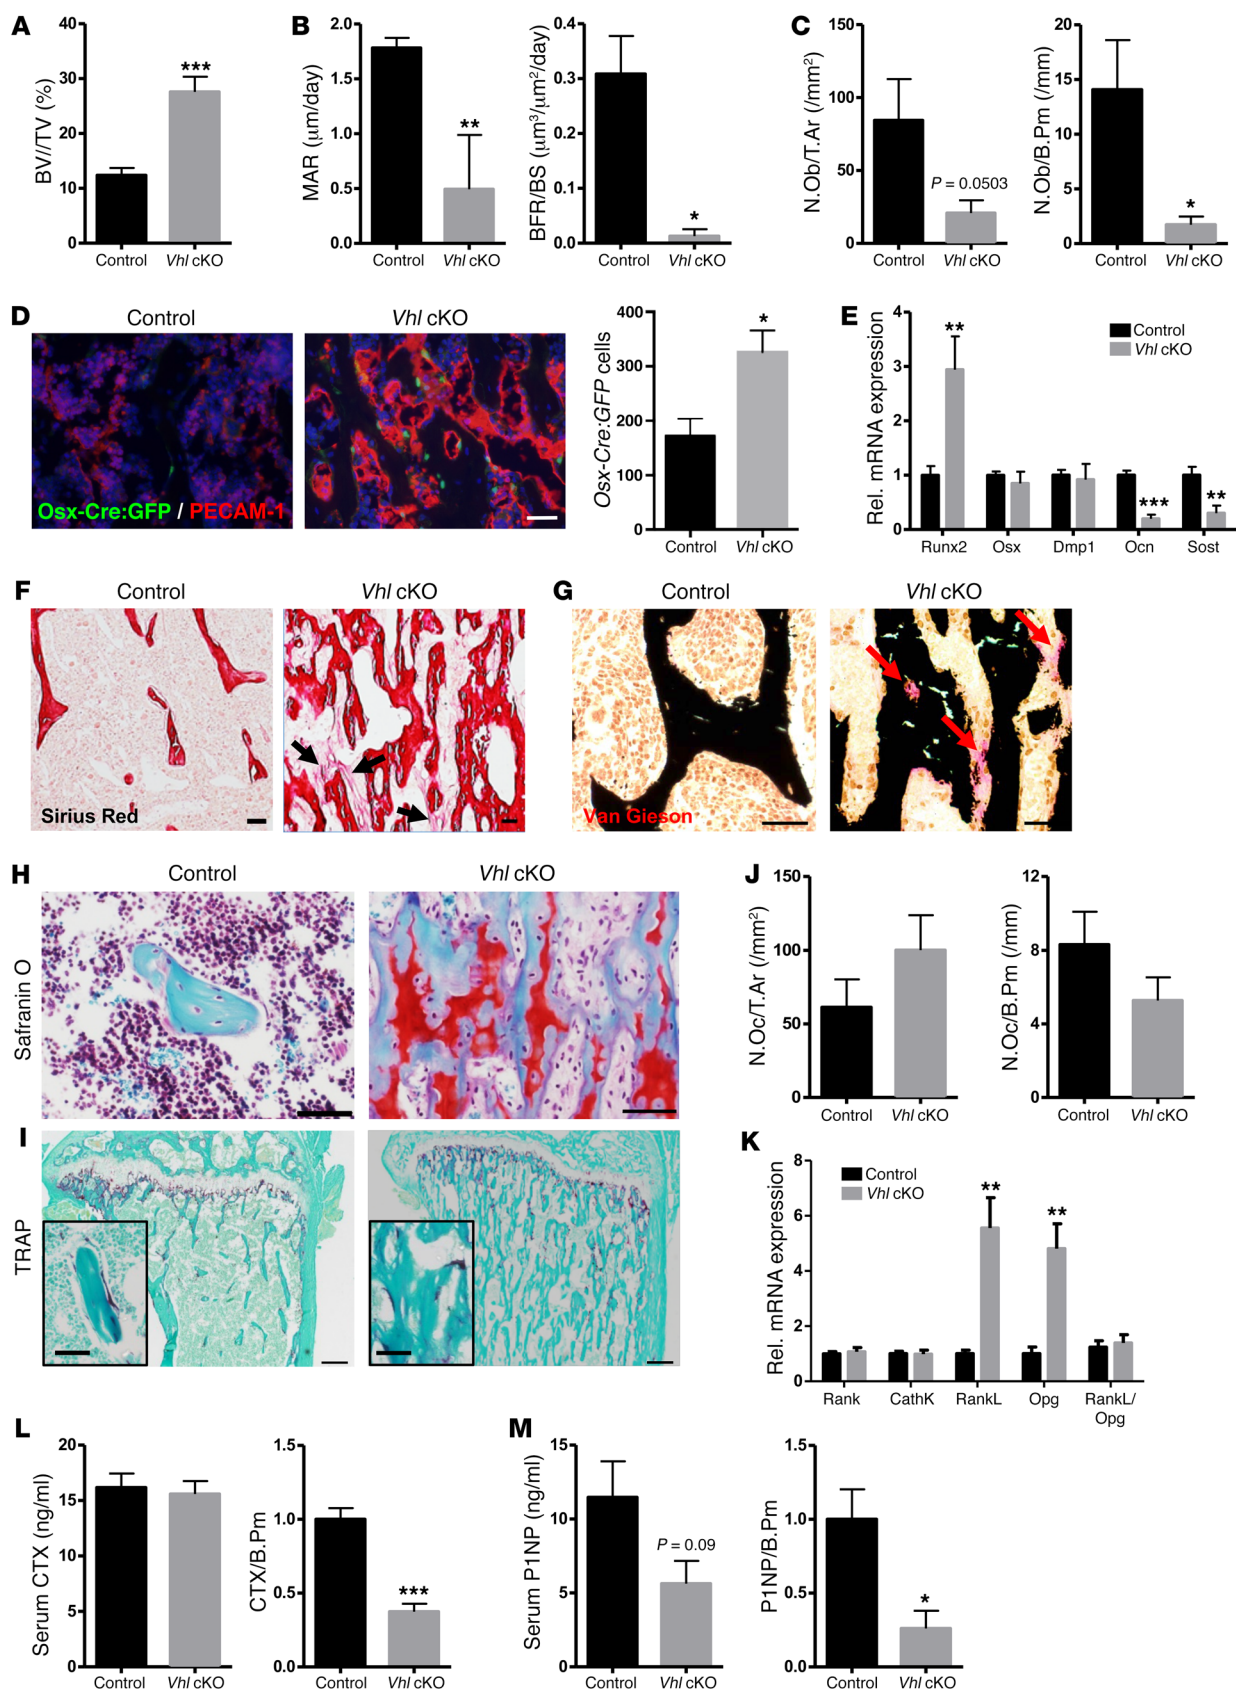 A
BV//TV (%)
40
30
20
10
0
***
Control
Vhl cKO
B
MAR (μm/day)
2.0
1.5
1.0
0.5
0.0
**
Control
Vhl cKO
BFR/BS (μm³/μm²/day)
0.4
0.3
0.2
0.1
0.0
*
Control
Vhl cKO
C
N.Ob/T.Ar (/mm²)
150
100
50
0
P = 0.0503
Control
Vhl cKO
N.Ob/B.Pm (/mm)
20
15
10
5
0
*
Control
Vhl cKO
D
Control
Vhl cKO
Osx-Cre:GFP / PECAM-1
Osx-Cre:GFP cells
400
300
200
100
0
*
Control
Vhl cKO
E
Rel. mRNA expression
4
3
2
1
0
Control
Vhl cKO
**
***
**
Runx2
Osx
Dmp1
Ocn
Sost
F
Control
Vhl cKO
Sirius Red
G
Control
Vhl cKO
Van Gieson
H
Control
Vhl cKO
Safranin O
I
TRAP
J
N.Oc/T.Ar (/mm²)
150
100
50
0
Control
Vhl cKO
N.Oc/B.Pm (/mm)
12
8
4
0
Control
Vhl cKO
K
Rel. mRNA expression
8
6
4
2
0
Control
Vhl cKO
**
**
Rank
CathK
RankL
Opg
RankL/
Opg
L
Serum CTX (ng/ml)
20
15
15
10
0
Control
Vhl cKO
CTX/B.Pm
1.5
1.0
0.5
0.0
***
Control
Vhl cKO
M
Serum P1NP (ng/ml)
15
10
5
0
P = 0.09
Control
Vhl cKO
P1NP/B.Pm
1.5
1.0
0.5
0.0
*
Control
Vhl cKO